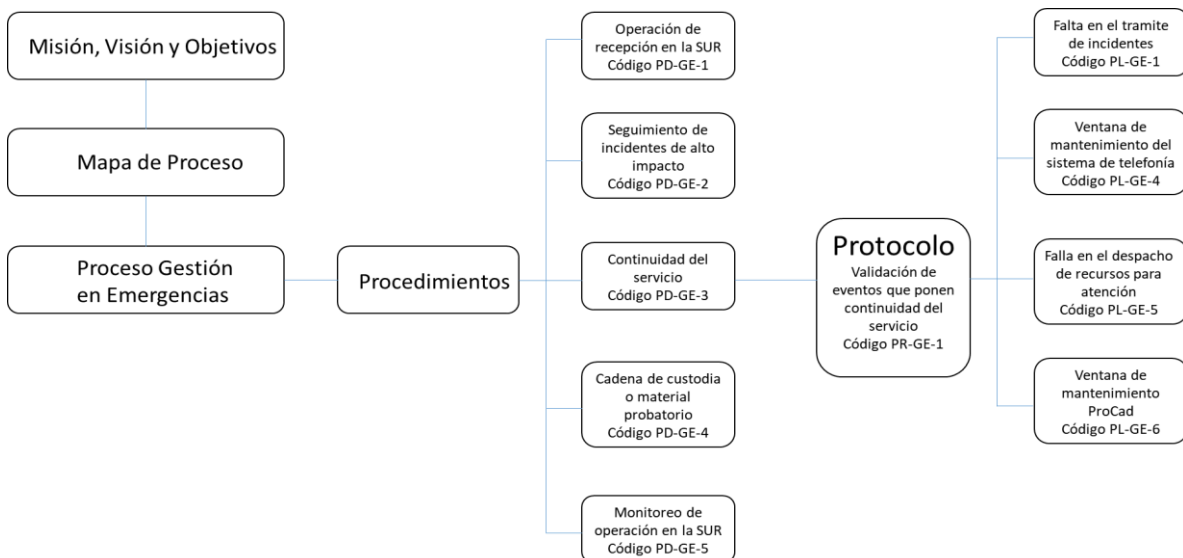 Misión, Visión y Objetivos
Mapa de Proceso
Proceso Gestión
en Emergencias
Procedimientos
Operación de
recepción en la SUR
Código PD-GE-1
Seguimiento de
incidentes de alto
impacto
Código PD-GE-2
Continuidad del
servicio
Código PD-GE-3
Cadena de custodia
o material
probatorio
Código PD-GE-4
Monitoreo de
operación en la SUR
Código PD-GE-5
Protocolo
Validación de
eventos que ponen
continuidad del
servicio
Código PR-GE-1
Falta en el tramite
de incidentes
Código PL-GE-1
Ventana de
mantenimiento del
sistema de telefonía
Código PL-GE-4
Falla en el despacho
de recursos para
atención
Código PL-GE-5
Ventana de
mantenimiento
ProCad
Código PL-GE-6